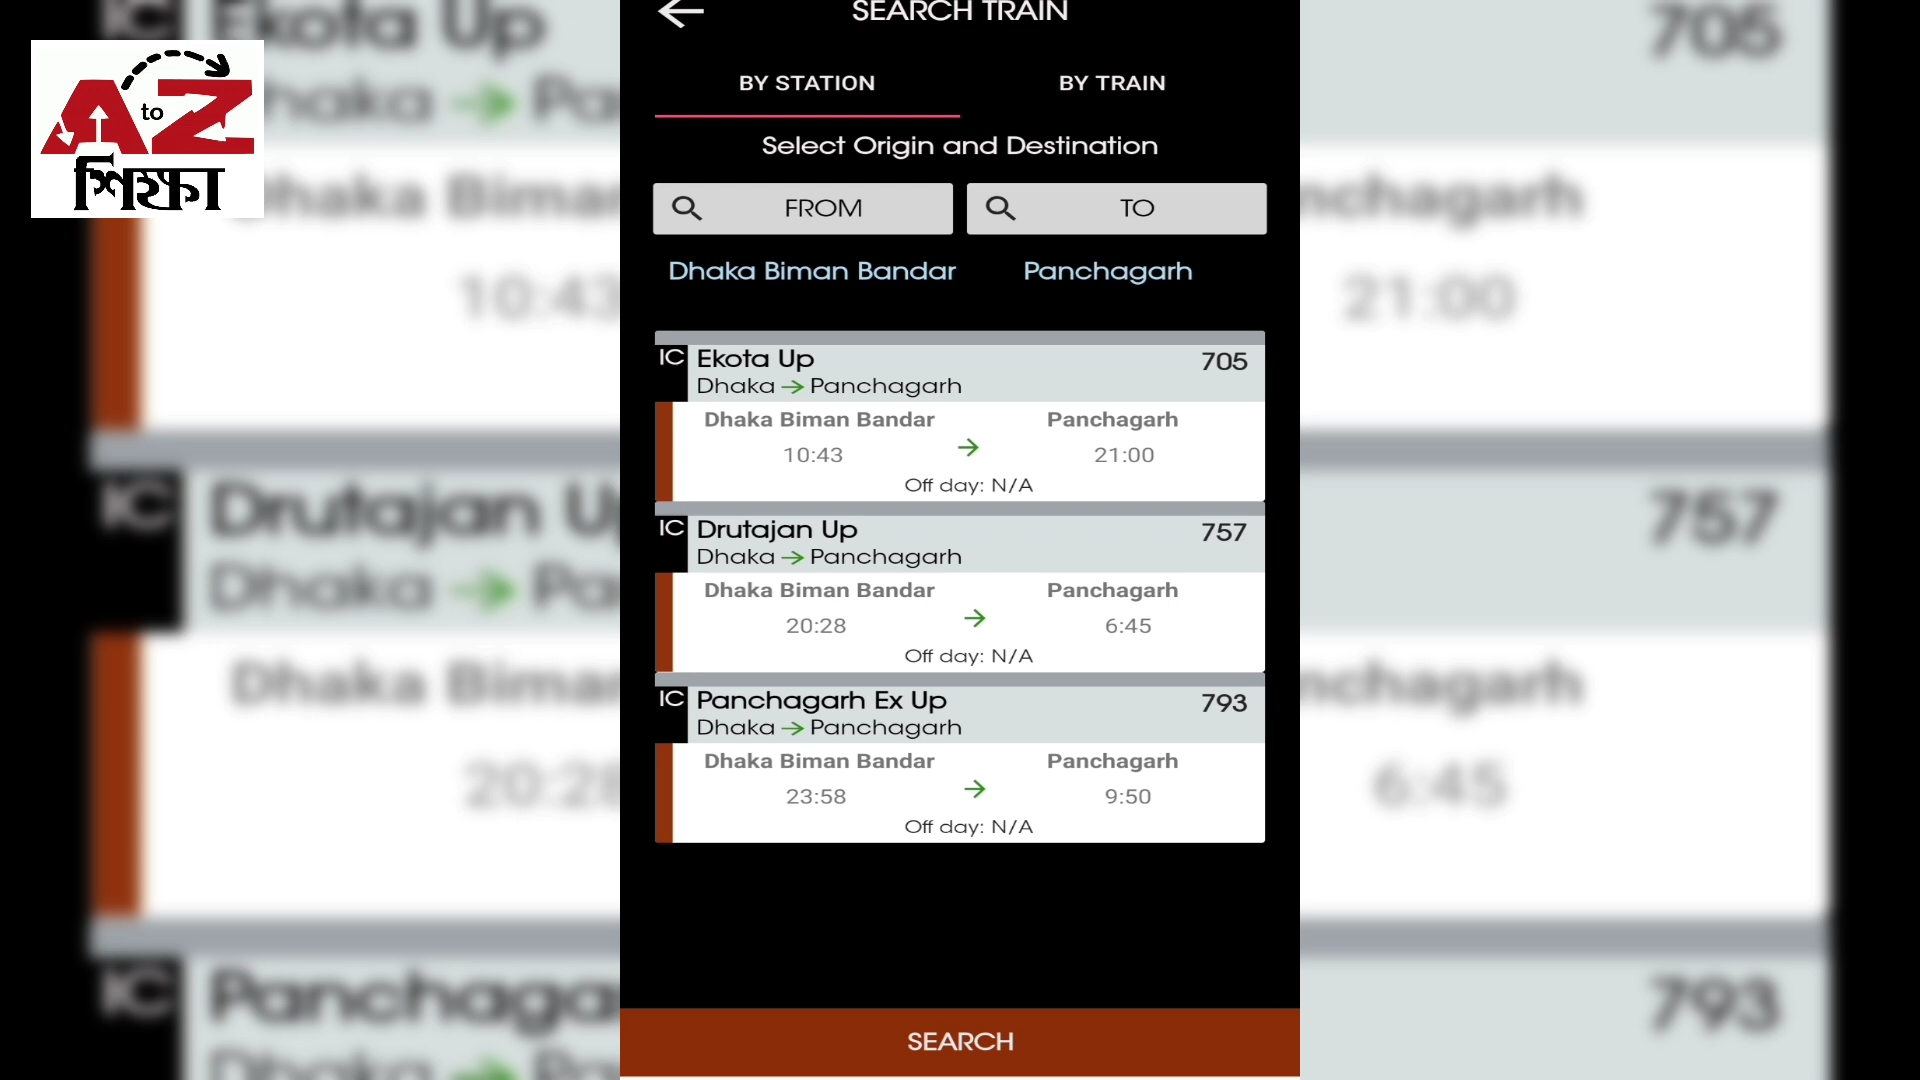 A to Z
শিক্ষা
SEARCH TRAIN
BY STATION BY TRAIN
Select Origin and Destination
FROM TO
Dhaka Biman Bandar Panchagarh
IC Ekota Up 705
Dhaka → Panchagarh
Dhaka Biman Bandar → Panchagarh
10:43 21:00
Off day: N/A
IC Drutajan Up 757
Dhaka → Panchagarh
Dhaka Biman Bandar → Panchagarh
20:28 6:45
Off day: N/A
IC Panchagarh Ex Up 793
Dhaka → Panchagarh
Dhaka Biman Bandar → Panchagarh
23:58 9:50
Off day: N/A
SEARCH